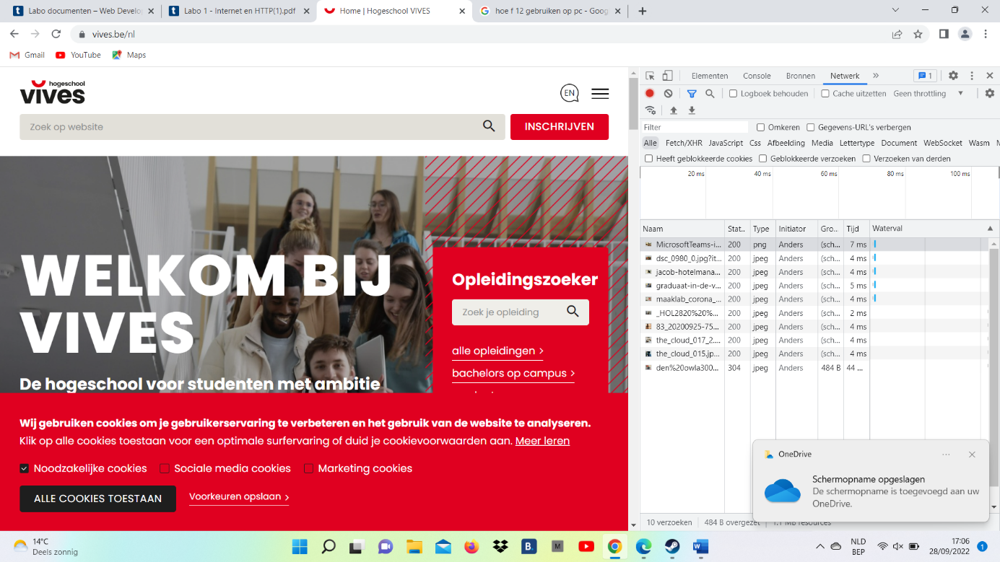 Labo documenten – Web Develop
Labo 1 - Internet en HTTP(1).pdf
Home | Hogeschool VIVES
hoe f 12 gebruiken op pc - Goog
vives.be/nl
Gmail
YouTube
Maps
hogeschool
vives
EN
Zoek op website
INSCHRIJVEN
WELKOM BIJ
VIVES
De hogeschool voor studenten met ambitie
Opleidingszoeker
Zoek je opleiding
alle opleidingen
bachelors op campus
Wij gebruiken cookies om je gebruikerservaring te verbeteren en het gebruik van de website te analyseren.
Klik op alle cookies toestaan voor een optimale surfervaring of duid je cookievoorwaarden aan. Meer leren
Noodzakelijke cookies Sociale media cookies Marketing cookies
ALLE COOKIES TOESTAAN
Voorkeuren opslaan
Elementen Console Bronnen Netwerk » 1
Logboek behouden Cache uitzetten Geen throttling
Filter Omkeren Gegevens-URL's verbergen
Alle Fetch/XHR JavaScript Css Afbeelding Media Lettertype Document WebSocket Wasm
Heeft geblokkeerde cookies Geblokkeerde verzoeken Verzoeken van derden
20 ms 40 ms 60 ms 80 ms 100 ms
Naam Stat.. Type Initiator Gro... Tijd Waterval
MicrosoftTeams-i... 200 png Anders (sch... 7 ms
dsc_0980_0.jpg?it... 200 jpeg Anders (sch... 4 ms
jacob-hotelmana... 200 jpeg Anders (sch... 4 ms
graduaat-in-de-v... 200 jpeg Anders (sch... 5 ms
maaklab_corona_... 200 jpeg Anders (sch... 4 ms
_HOL2820%20%... 200 jpeg Anders (sch... 2 ms
83_20200925-75... 200 jpeg Anders (sch... 4 ms
the_cloud_017_2.... 200 jpeg Anders (sch... 4 ms
the_cloud_015.jp... 200 jpeg Anders (sch... 4 ms
den%20owla300... 304 jpeg Anders 484 B 44 ...
OneDrive
Schermopname opgeslagen
De schermopname is toegevoegd aan uw
OneDrive.
10 verzoeken 484 B overgezet 1.1 MB resources
14°C
Deels zonnig
B.
M
W
NLD
BEP
17:06
28/09/2022
1